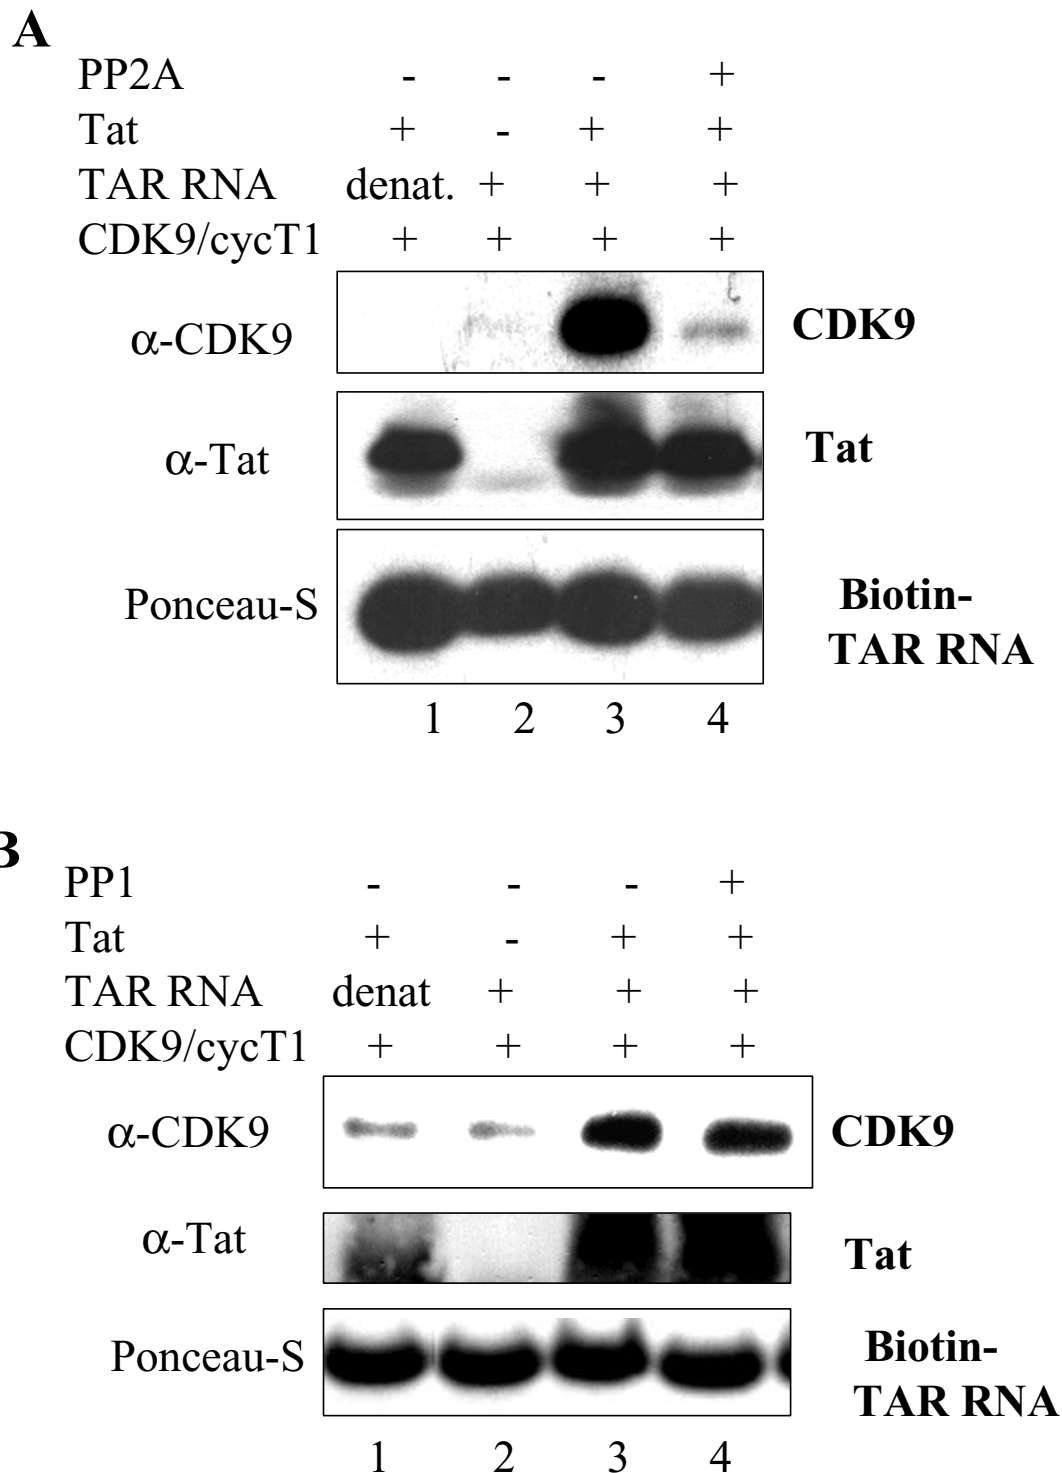 A
PP2A - - - +
Tat + - + +
TAR RNA denat. + + +
CDK9/cycT1 + + + +
α-CDK9 CDK9
α-Tat Tat
Ponceau-S Biotin-
TAR RNA
1 2 3 4
B
PP1 - - - +
Tat + - + +
TAR RNA denat + + +
CDK9/cycT1 + + + +
α-CDK9 CDK9
α-Tat Tat
Ponceau-S Biotin-
TAR RNA
1 2 3 4